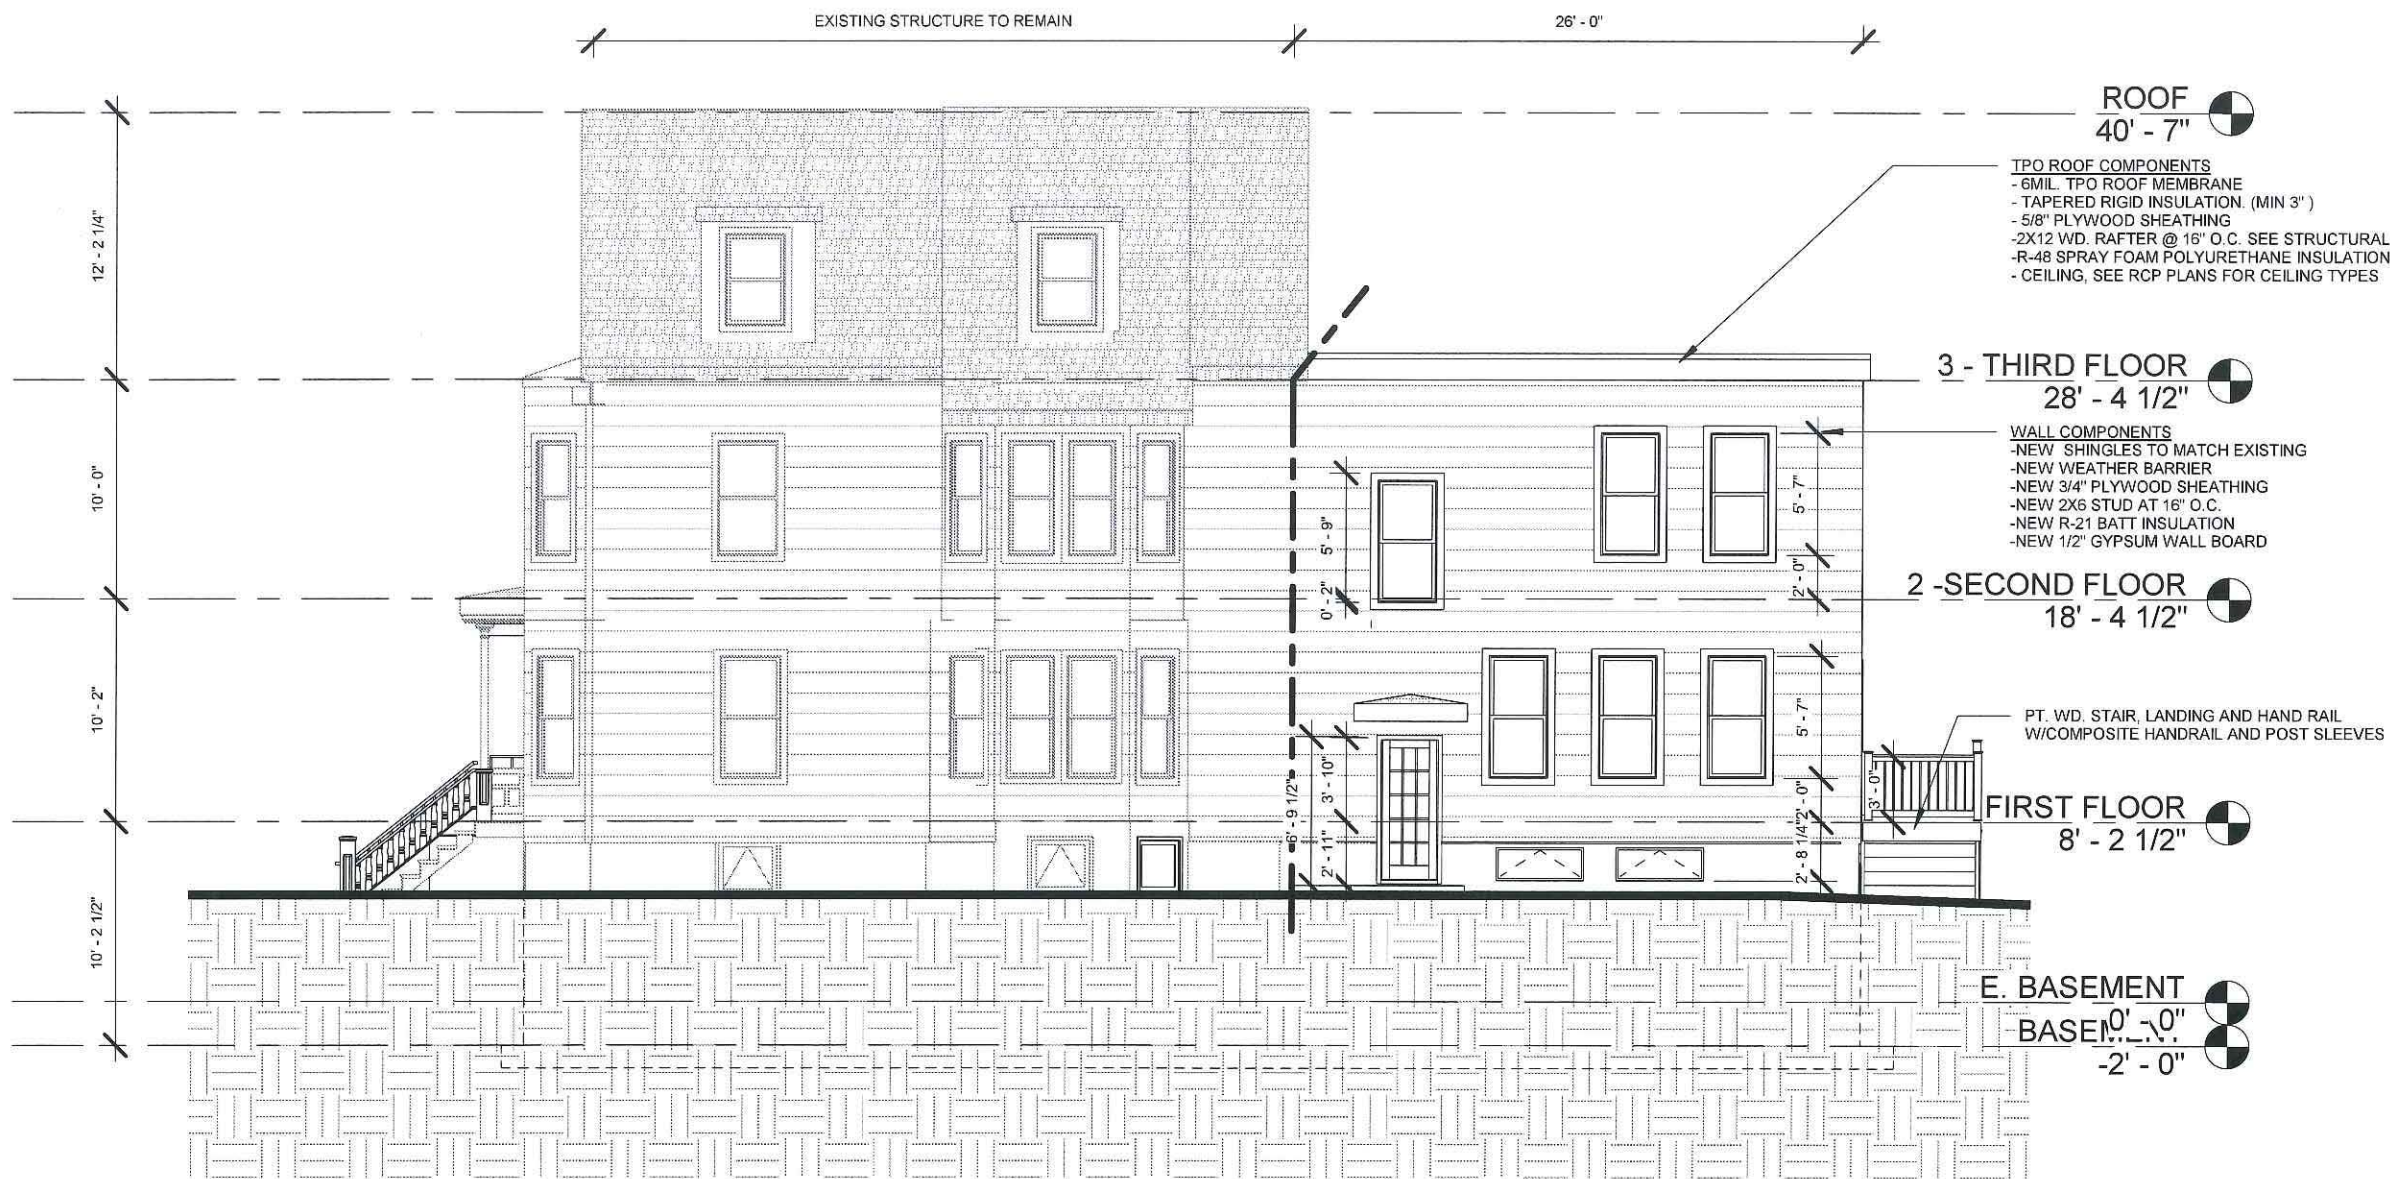 EXISTING STRUCTURE TO REMAIN
26' - 0"
ROOF
40' - 7"
TPO ROOF COMPONENTS
- 6MIL. TPO ROOF MEMBRANE
- TAPERED RIGID INSULATION. (MIN 3" )
- 5/8" PLYWOOD SHEATHING
-2X12 WD. RAFTER @ 16" O.C. SEE STRUCTURAL
-R-48 SPRAY FOAM POLYURETHANE INSULATION
- CEILING, SEE RCP PLANS FOR CEILING TYPES
12' - 2 1/4"
3 - THIRD FLOOR
28' - 4 1/2"
WALL COMPONENTS
-NEW SHINGLES TO MATCH EXISTING
-NEW WEATHER BARRIER
-NEW 3/4" PLYWOOD SHEATHING
-NEW 2X6 STUD AT 16" O.C.
-NEW R-21 BATT INSULATION
-NEW 1/2" GYPSUM WALL BOARD
10' - 0"
5' - 9"
0' - 2"
5' - 7"
2' - 0"
2 -SECOND FLOOR
18' - 4 1/2"
10' - 2"
5' - 7"
PT. WD. STAIR, LANDING AND HAND RAIL
W/COMPOSITE HANDRAIL AND POST SLEEVES
6' - 9 1/2"
3' - 10"
2' - 11"
2' - 0"
2' - 8 1/4"
3' - 0"
FIRST FLOOR
8' - 2 1/2"
10' - 2 1/2"
E. BASEMENT
0' - 0"
BASEMENT
-2' - 0"